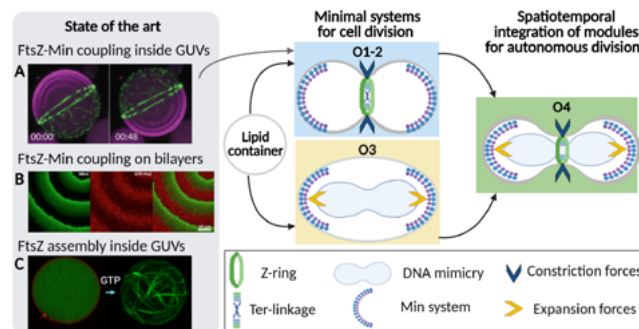 State of the art
FtsZ-Min coupling inside GUVs
A
00:00
00:48
FtsZ-Min coupling on bilayers
B
FtsZ assembly inside GUVs
C
GTP
Minimal systems
for cell division
O1-2
Lipid
container
O3
Spatiotemporal
integration of modules
for autonomous division
O4
Z-ring
DNA mimicry
Constriction forces
Ter-linkage
Min system
Expansion forces